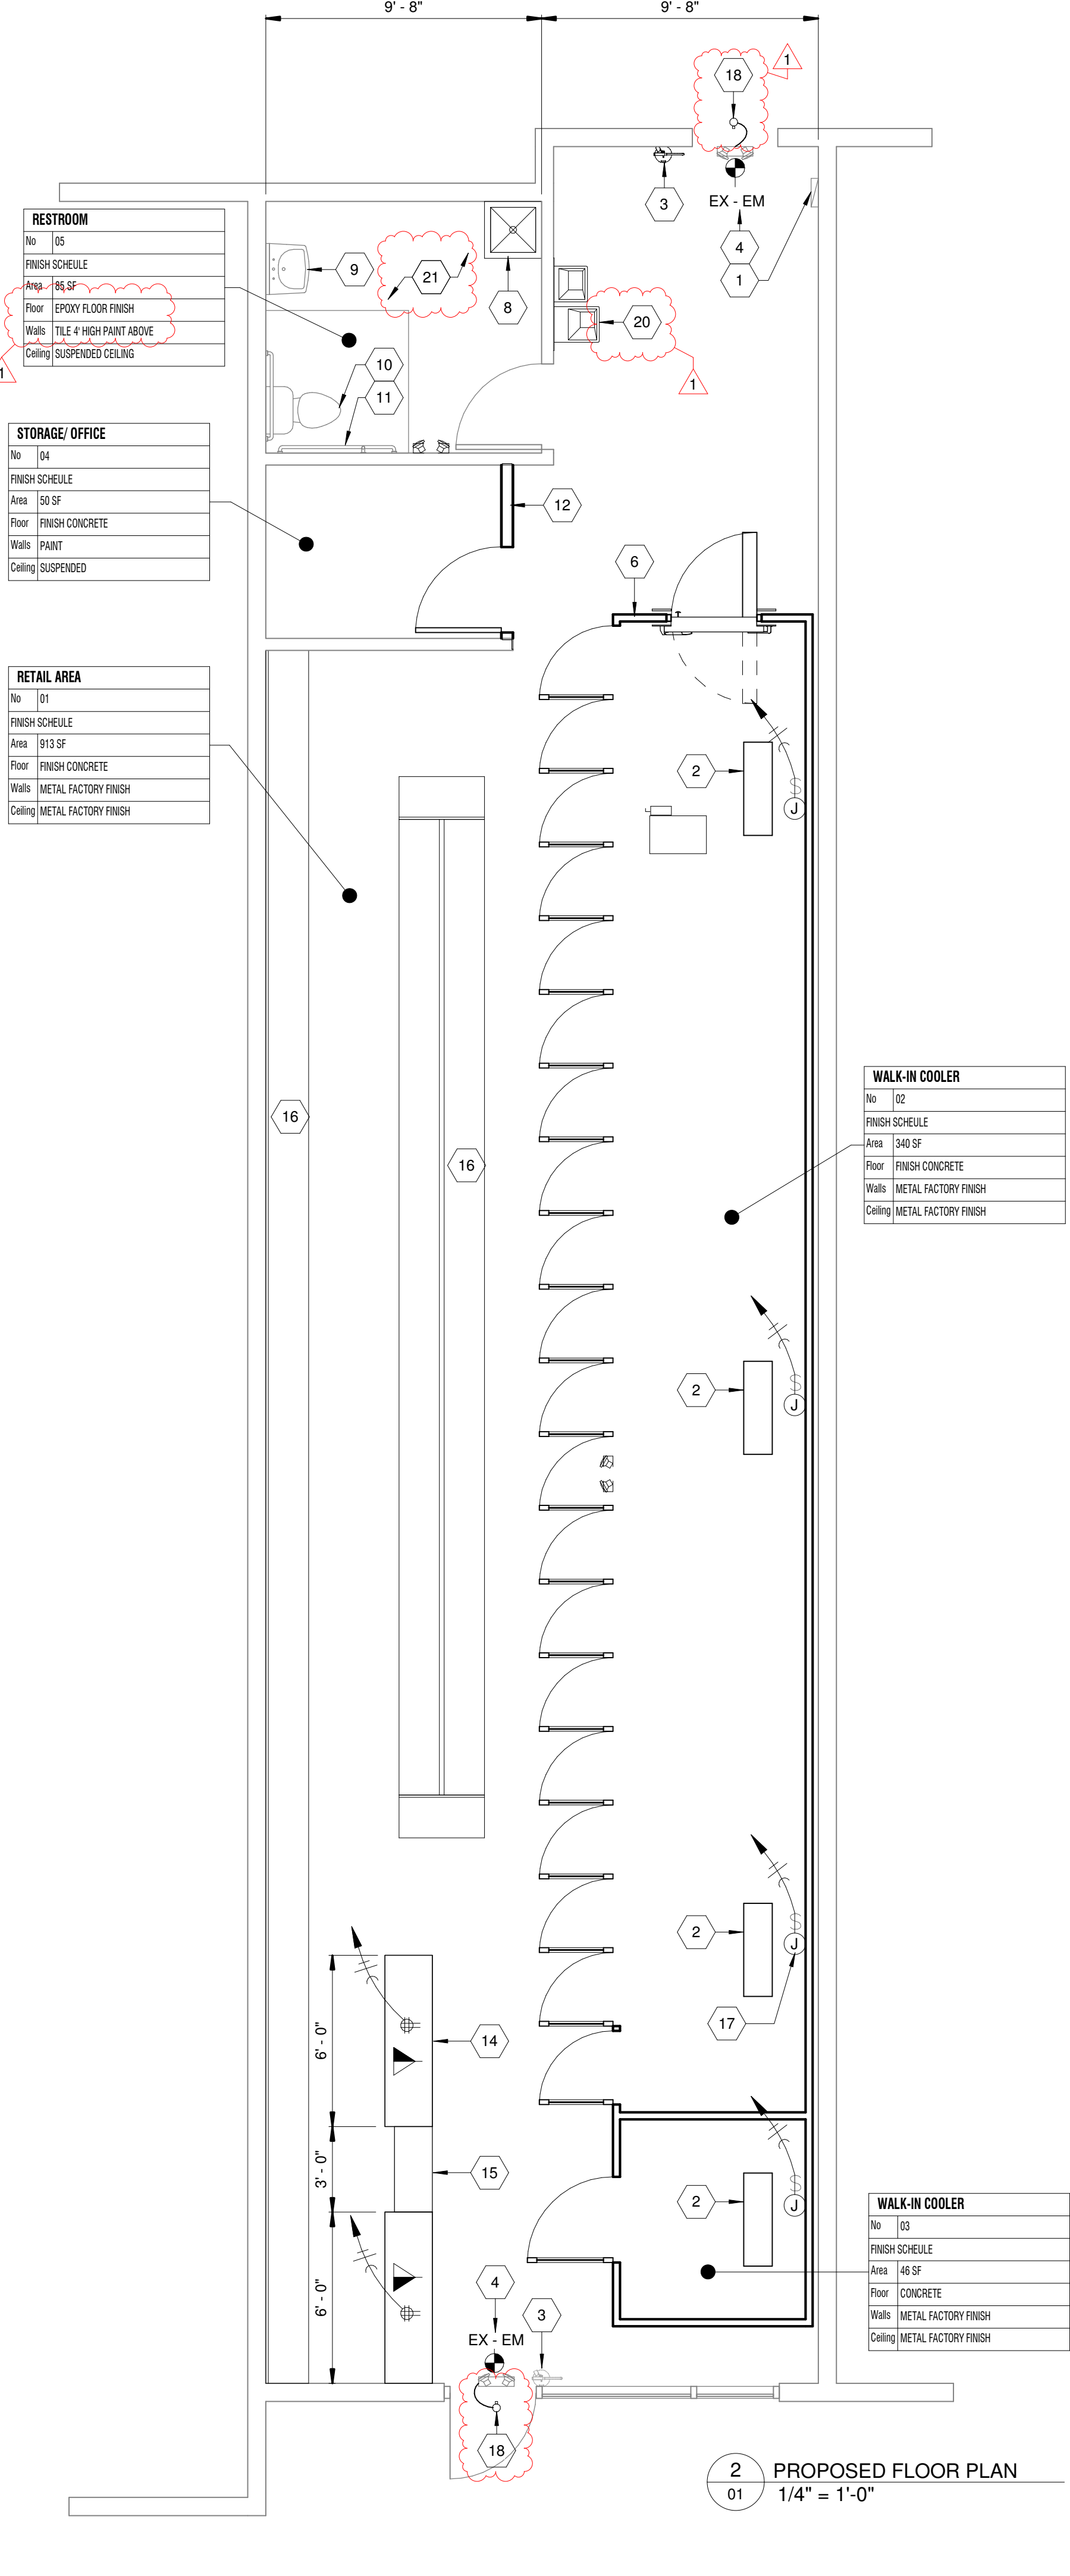 9' - 8"
9' - 8"
18
1
3
EX - EM
4
1
RESTROOM
No 05
FINISH SCHEULE
Area 85 SF
Floor EPOXY FLOOR FINISH
Walls TILE 4' HIGH PAINT ABOVE
Ceiling SUSPENDED CEILING
1
9
21
8
20
1
10
11
STORAGE/ OFFICE
No 04
FINISH SCHEULE
Area 50 SF
Floor FINISH CONCRETE
Walls PAINT
Ceiling SUSPENDED
12
6
RETAIL AREA
No 01
FINISH SCHEULE
Area 913 SF
Floor FINISH CONCRETE
Walls METAL FACTORY FINISH
Ceiling METAL FACTORY FINISH
2
S
J
16
16
WALK-IN COOLER
No 02
FINISH SCHEULE
Area 340 SF
Floor FINISH CONCRETE
Walls METAL FACTORY FINISH
Ceiling METAL FACTORY FINISH
2
S
J
2
S
J
17
6' - 0"
14
3' - 0"
15
6' - 0"
2
S
J
WALK-IN COOLER
No 03
FINISH SCHEULE
Area 46 SF
Floor CONCRETE
Walls METAL FACTORY FINISH
Ceiling METAL FACTORY FINISH
4
3
EX - EM
18
2
01
PROPOSED FLOOR PLAN
1/4" = 1'-0"